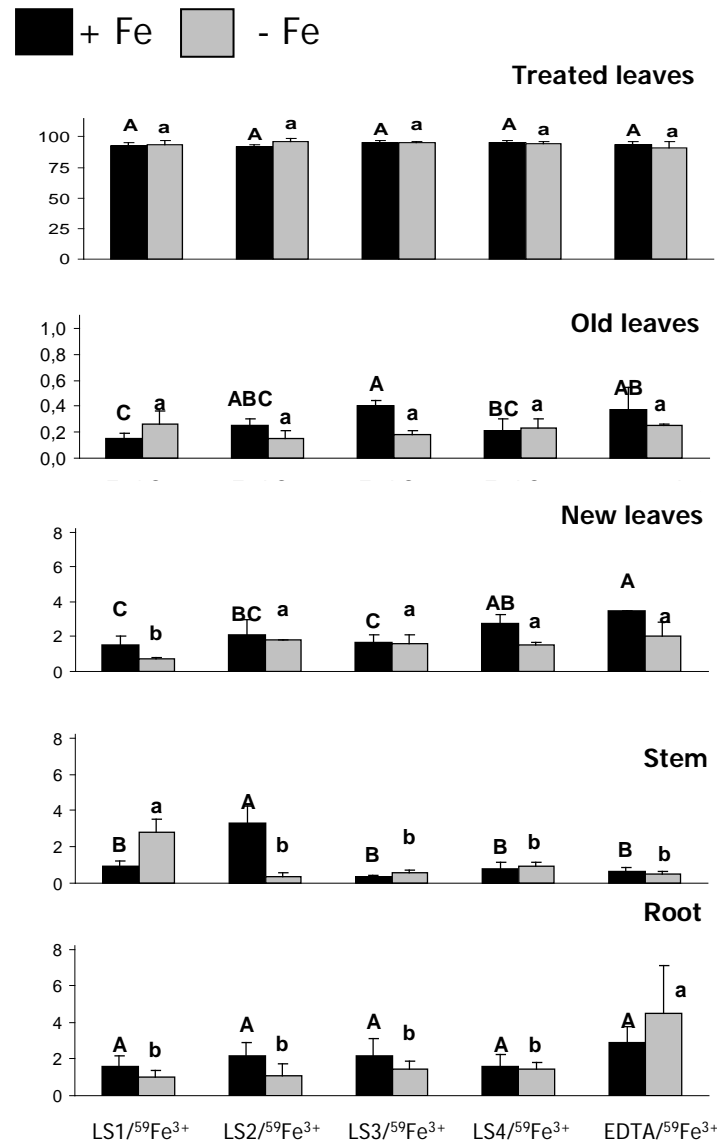 + Fe - Fe
Treated leaves
A a A a A a A a A a
100
75
50
25
0
Old leaves
1,0
0,8
0,6
0,4
0,2
0,0
C a ABC a A a BC a AB a
New leaves
8
6
4
2
0
C b BC a C a AB a A a
Stem
8
6
4
2
0
B a A b B b B b B b
Root
8
6
4
2
0
A b A b A b A b A a
LS1/⁵⁹Fe³⁺ LS2/⁵⁹Fe³⁺ LS3/⁵⁹Fe³⁺ LS4/⁵⁹Fe³⁺ EDTA/⁵⁹Fe³⁺